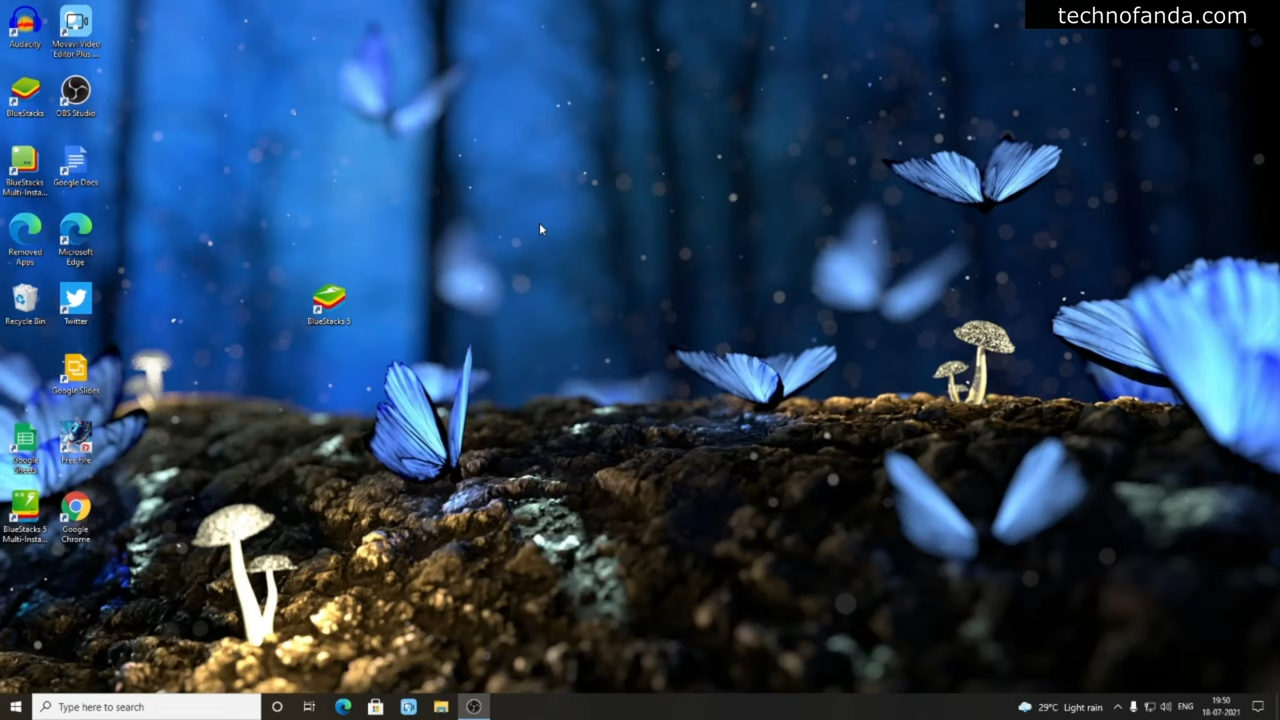 technofanda.com
Audacity
Movavi Video
Editor Plus ...
BlueStacks
OBS Studio
BlueStacks
Multi-Insta...
Google Docs
Removed
Apps
Microsoft
Edge
Recycle Bin
Twitter
BlueStacks 5
Google Slides
Google
Sheets
Free Fire
BlueStacks 5
Multi-Insta...
Google
Chrome
Type here to search
29°C Light rain
ENG
19:50
18-07-2021